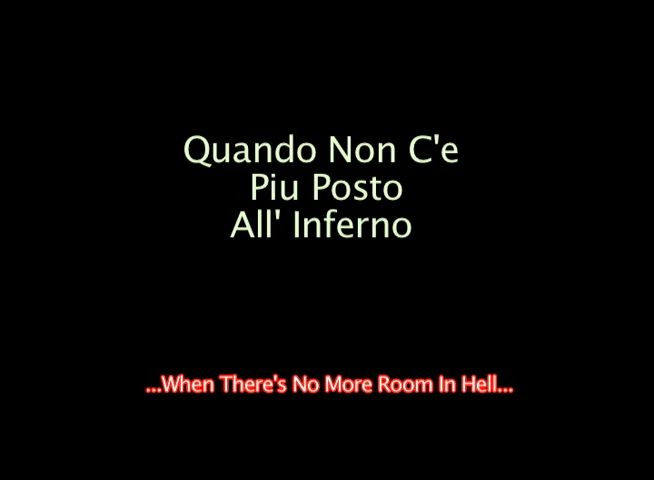 Quando Non C'e
Piu Posto
All' Inferno
...When There's No More Room In Hell...